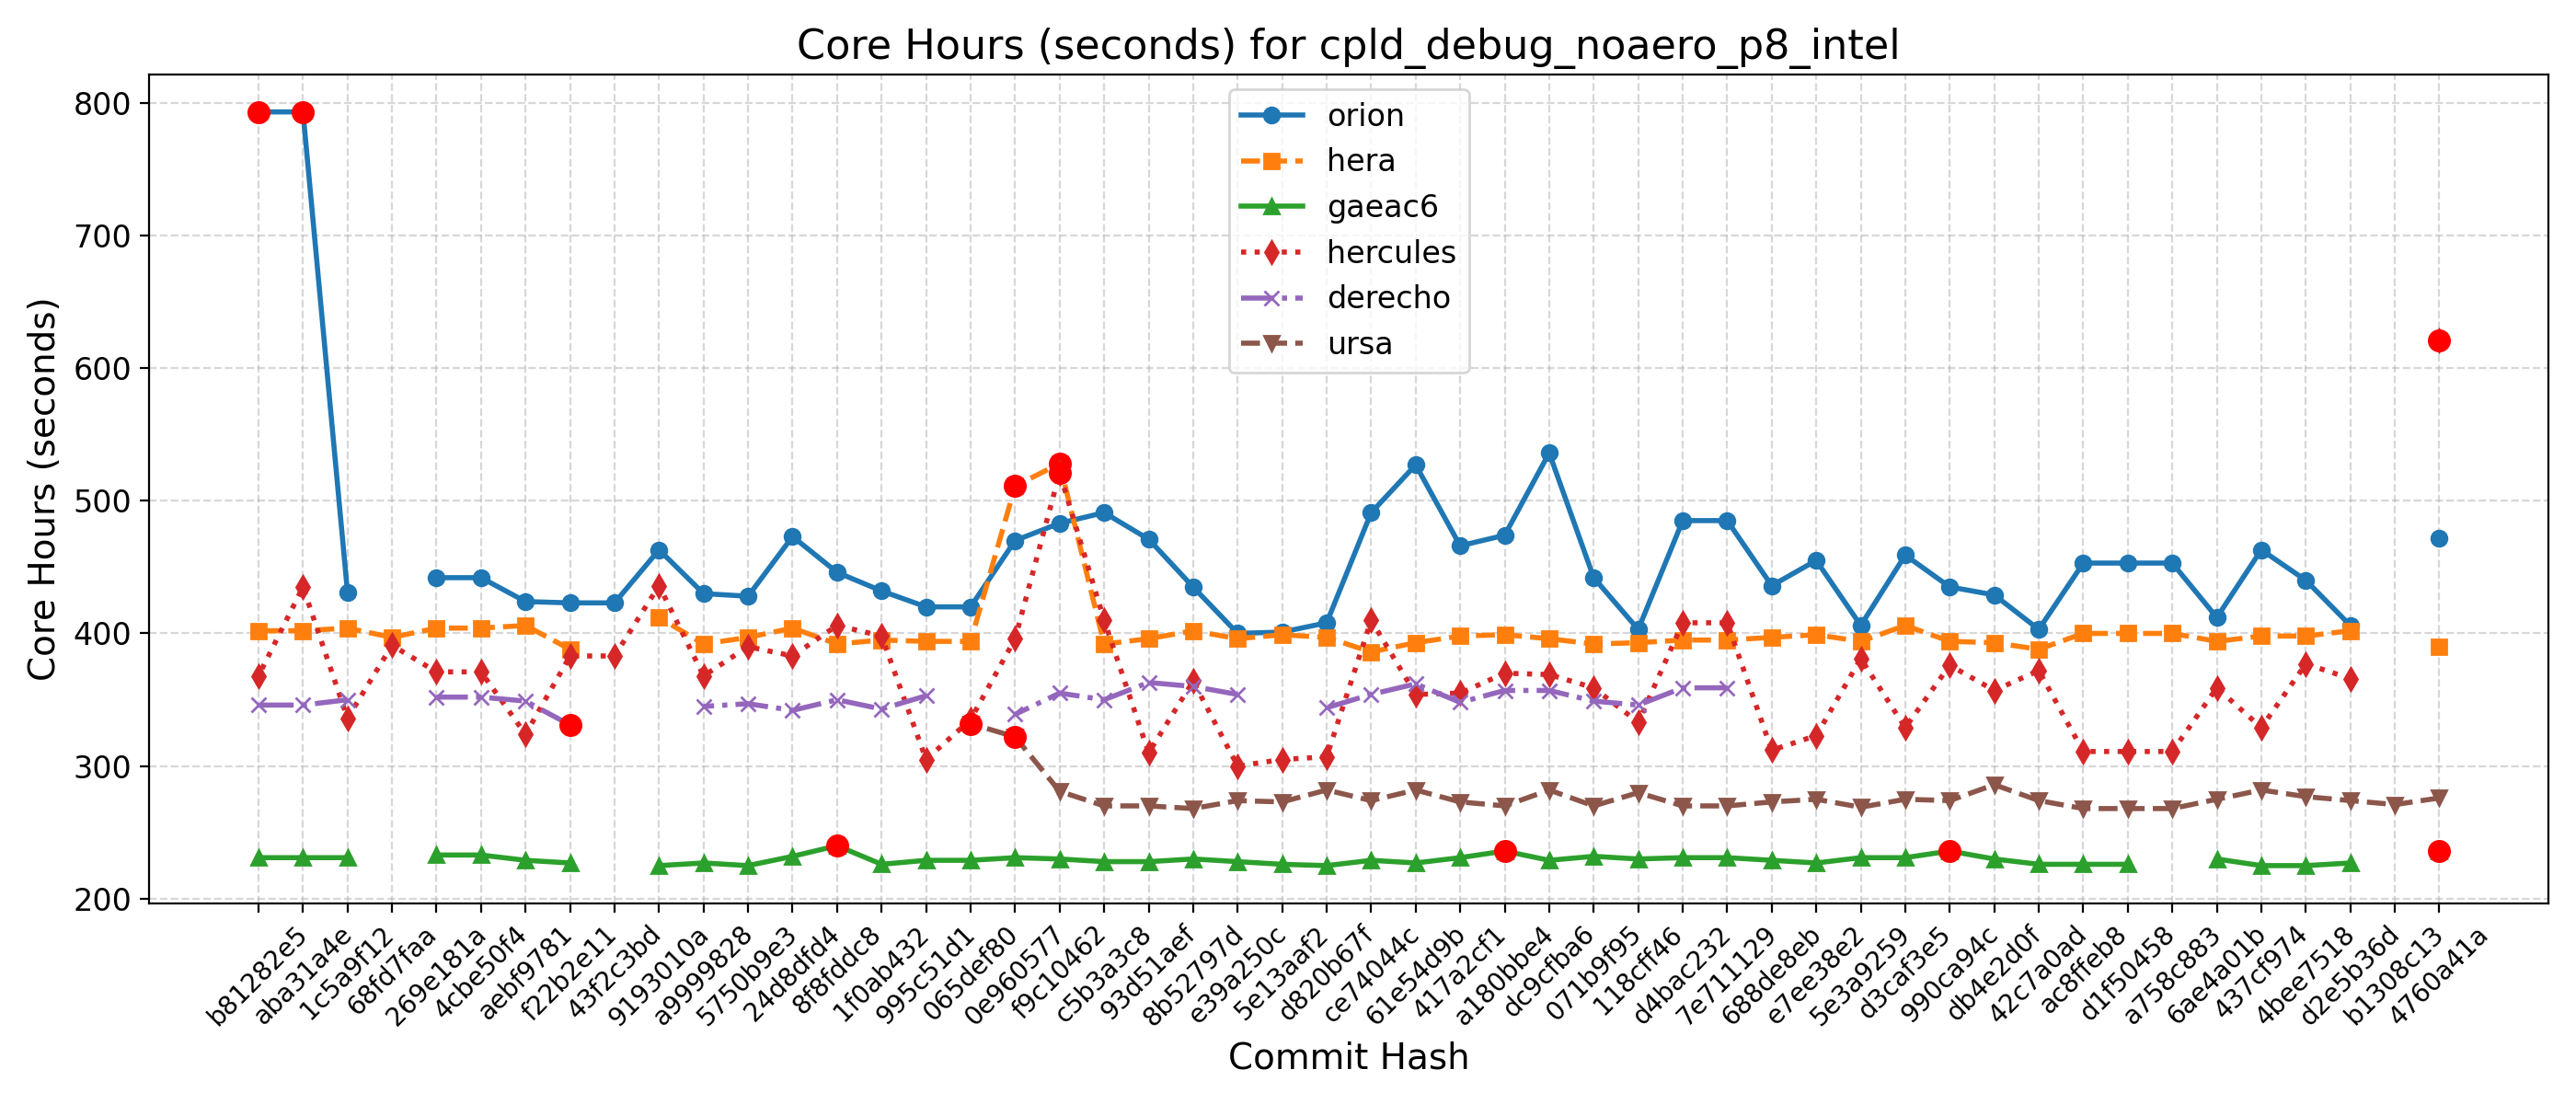 Core Hours (seconds) for cpld_debug_noaero_p8_intel
Core Hours (seconds)
800
700
600
500
400
300
200
orion
hera
gaeac6
hercules
derecho
ursa
b81282e5
aba31a4e
1c5a9f12
68fd7faa
269e181a
4cbe50f4
aebf9781
f22b2e11
43f2c3bd
9193010a
a9999828
5750b9e3
24d8dfd4
8f8fddc8
1f0ab432
995c51d1
065def80
0e960577
f9c10462
c5b3a3c8
93d51aef
8b52797d
e39a250c
5e13aaf2
d820b67f
ce74044c
61e54d9b
417a2cf1
a180bbe4
dc9cfba6
071b9f95
118cff46
d4bac232
7e711129
688de8eb
e7ee38e2
5e3a9259
d3caf3e5
990ca94c
db4e2d0f
42c7a0ad
ac8ffeb8
d1f50458
a758c883
6ae4a01b
437cf974
4bee7518
d2e5b36d
b1308c13
4760a41a
Commit Hash